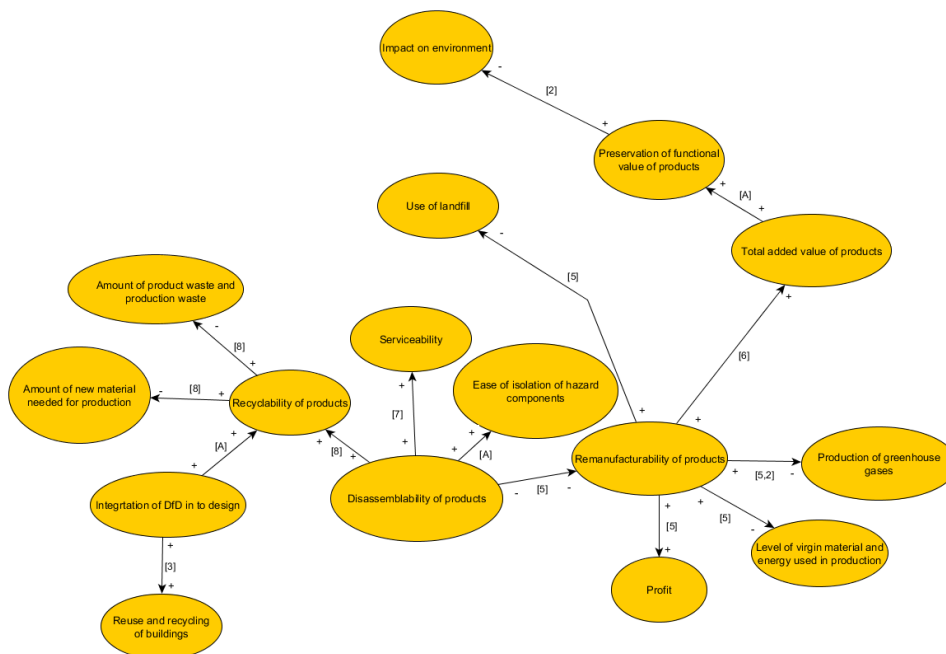 Impact on environment
-
[2]
+
Preservation of functional
value of products
+
[A]
+
Use of landfill
-
Total added value of products
+
[5]
Amount of product waste and
production waste
-
[8]
+
Serviceability
+
[6]
Amount of new material
needed for production
-
[8]
+
Recyclability of products
Ease of isolation of hazard
components
+
[7]
+
[A]
+
+
+
[8]
+
+
[A]
+
+
+
Remanufturability of products
+
[5,2]
-
Production of greenhouse
gases
+
Integrtation of DfD in to design
Disassemblability of products
-
[5]
-
+
[5]
+
+
[5]
-
Level of virgin material and
energy used in production
+
[3]
+
Profit
Reuse and recycling
of buildings